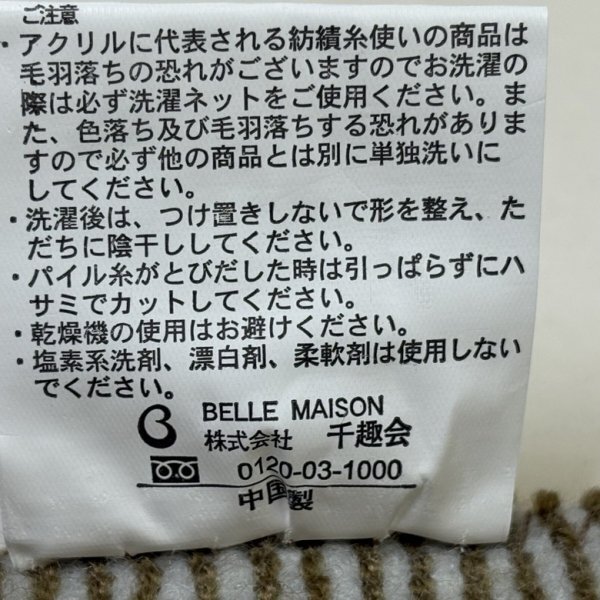 ご注意
・アクリルに代表される紡績糸使いの商品は
毛羽落ちの恐れがございますのでお洗濯の
際は必ず洗濯ネットをご使用ください。ま
た、色落ち及び毛羽落ちする恐れがありま
すので必ず他の商品とは別に単独洗いに
してください。
・洗濯後は、つけ置きしないで形を整え、た
だちに陰干ししてください。
・パイル糸がとびだした時は引っぱらずにハ
サミでカットしてください。
・乾燥機の使用はお避けください。
・塩素系洗剤、漂白剤、柔軟剤は使用しない
でください。
BELLE MAISON
株式会社 千趣会
0120-03-1000
中国製